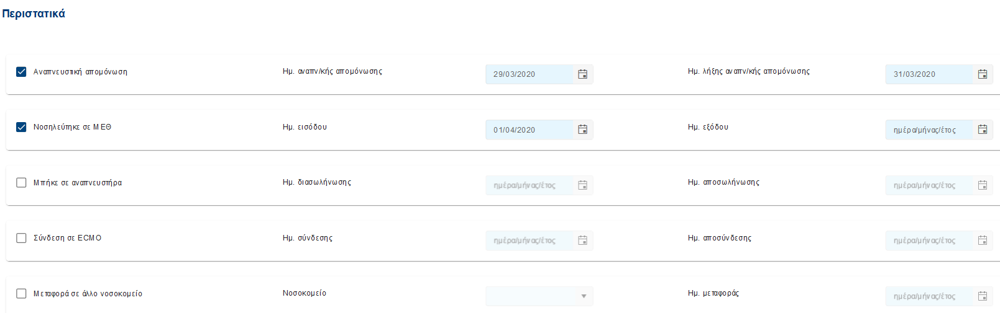 Περιστατικά
Αναπνευστική απομόνωση Ημ. αναπν/κής απομόνωσης 29/03/2020 Ημ. λήξης αναπν/κής απομόνωσης 31/03/2020
Νοσηλεύτηκε σε ΜΕΘ Ημ. εισόδου 01/04/2020 Ημ. εξόδου ημέρα/μήνας/έτος
Μπήκε σε αναπνευστήρα Ημ. διασωλήνωσης ημέρα/μήνας/έτος Ημ. αποσωλήνωσης ημέρα/μήνας/έτος
Σύνδεση σε ECMO Ημ. σύνδεσης ημέρα/μήνας/έτος Ημ. αποσύνδεσης ημέρα/μήνας/έτος
Μεταφορά σε άλλο νοσοκομείο Νοσοκομείο Ημ. μεταφοράς ημέρα/μήνας/έτος